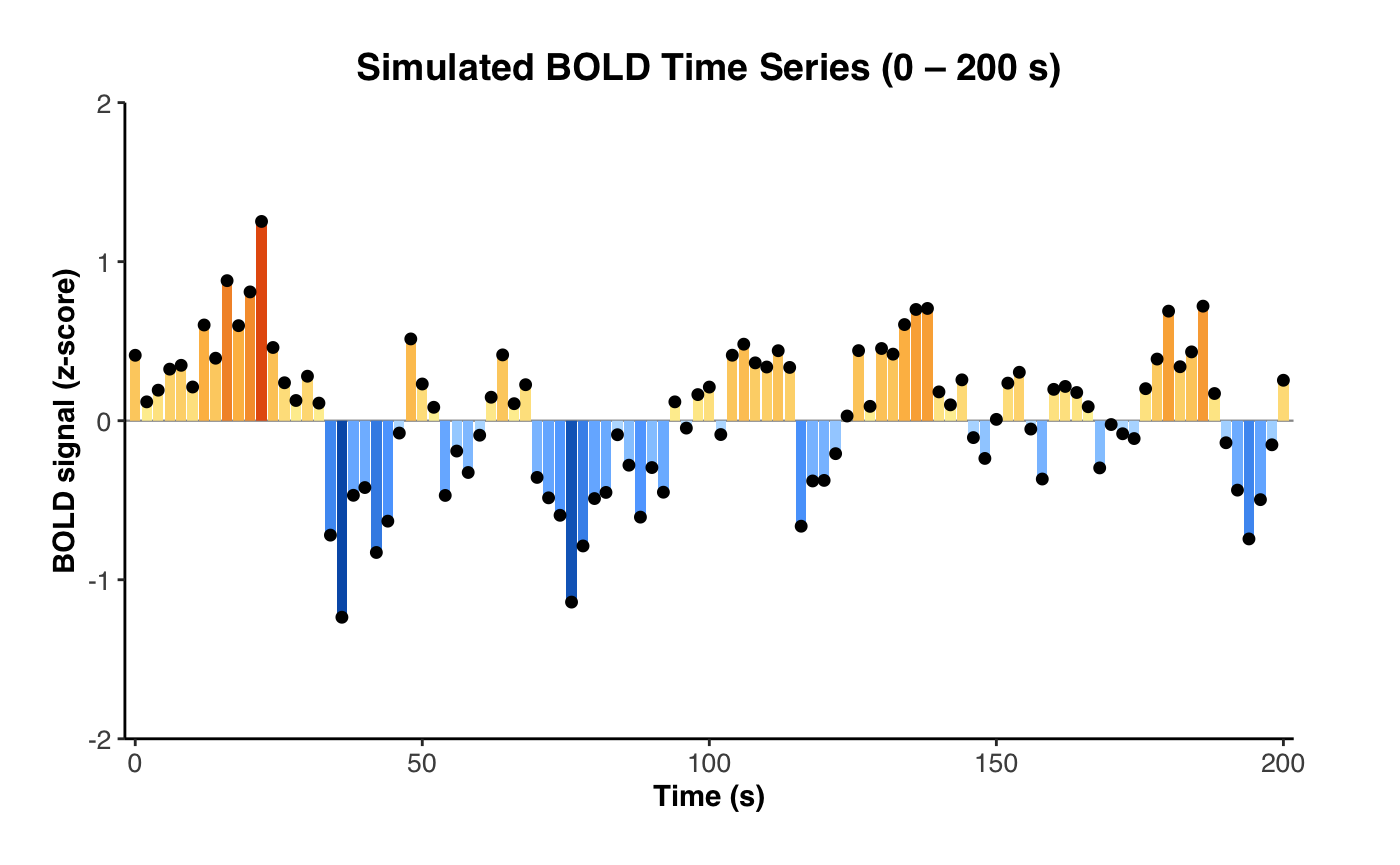 Simulated BOLD Time Series (0 – 200 s)
BOLD signal (z-score)
2
1
0
-1
-2
0 50 100 150 200
Time (s)